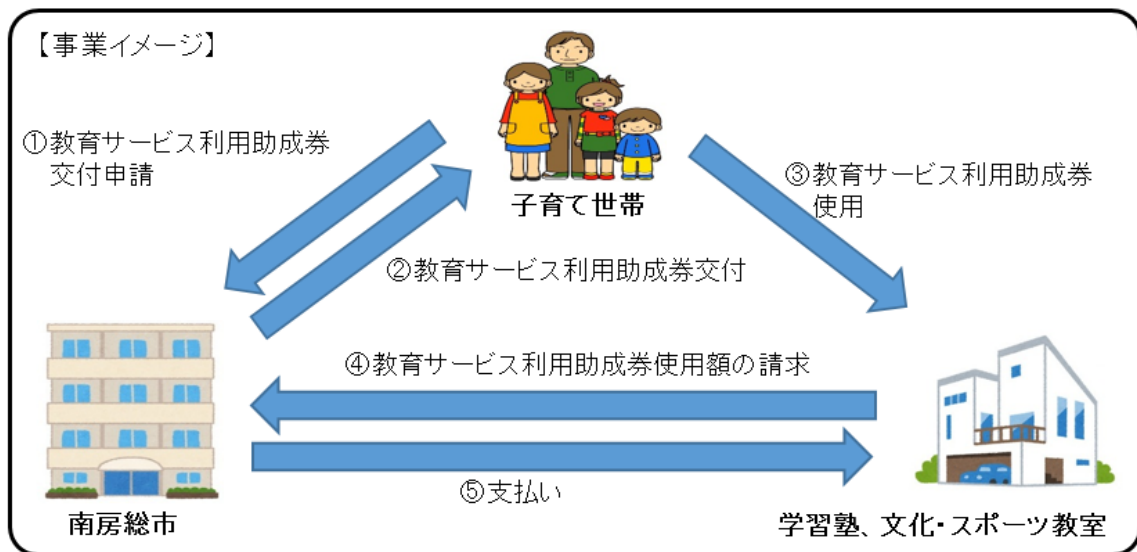 【事業イメージ】
①教育サービス利用助成券
交付申請
子育て世帯
③教育サービス利用助成券
使用
②教育サービス利用助成券交付
④教育サービス利用助成券使用額の請求
⑤支払い
南房総市
学習塾、文化・スポーツ教室